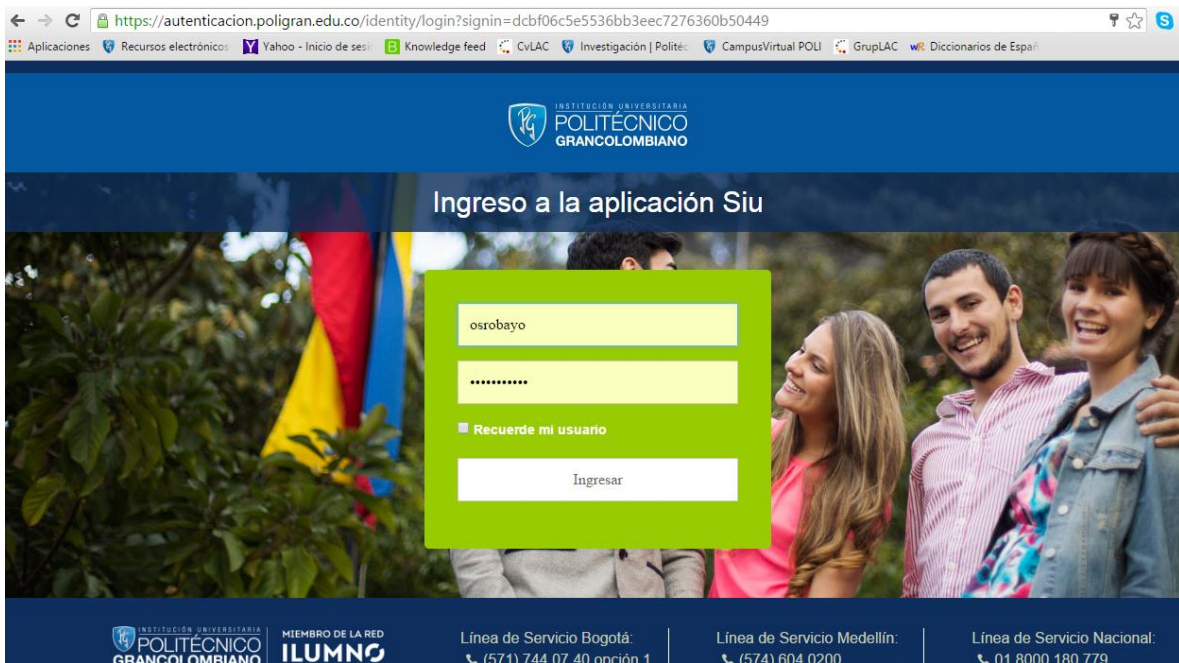 https://autenticacion.poligran.edu.co/identity/login?signin=dcbf06c5e5536bb3eec7276360b50449
Aplicaciones Recursos electrónicos Yahoo - Inicio de sesi Knowledge feed CvLAC Investigación | Politéc CampusVirtual POLI GrupLAC wR Diccionarios de Españ
INSTITUCIÓN UNIVERSITARIA
POLITÉCNICO
GRANCOLOMBIANO
Ingreso a la aplicación Siu
osrobayo
•••••••••••
Recuerde mi usuario
Ingresar
INSTITUCIÓN UNIVERSITARIA
POLITÉCNICO
GRANCOLOMBIANO
MIEMBRO DE LA RED
ILUMNO
Línea de Servicio Bogotá:
(571) 744 07 40 opción 1
Línea de Servicio Medellín:
(574) 604 0200
Línea de Servicio Nacional:
01 8000 180 779